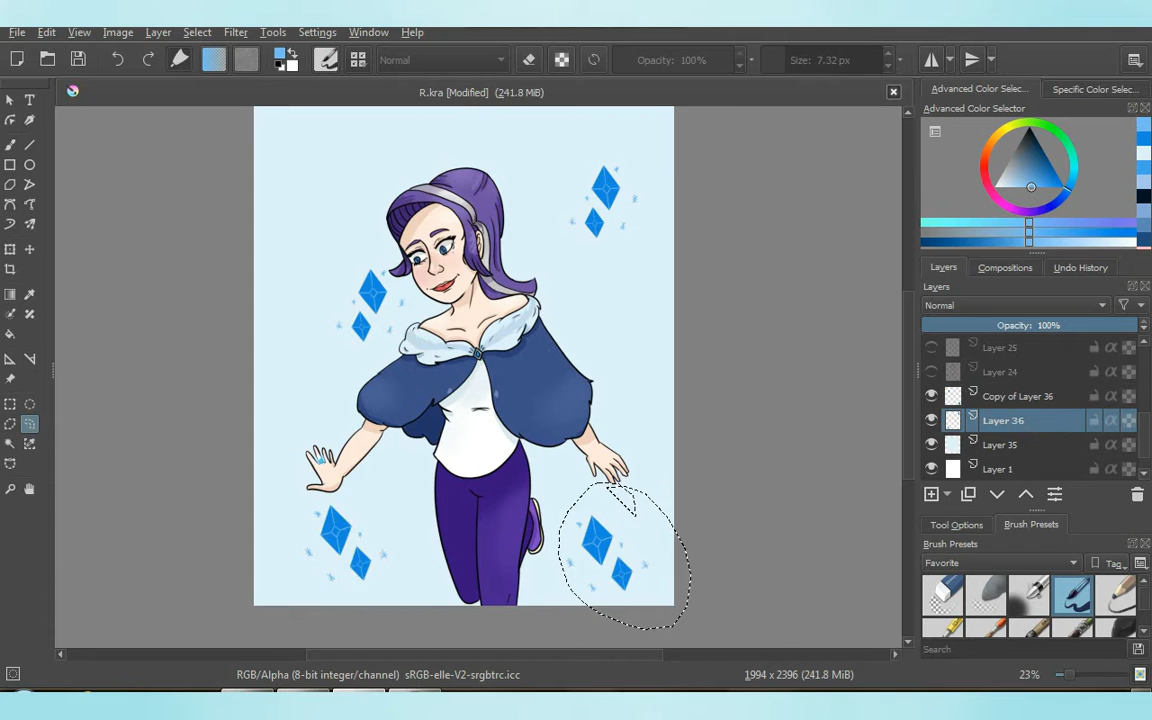 File Edit View Image Layer Select Filter Tools Settings Window Help
Normal Opacity: 100% Size: 7.32 px
R.kra [Modified] (241.8 MiB)
Advanced Color Selec... Specific Color Selec...
Advanced Color Selector
Layers Compositions Undo History
Layers
Normal
Opacity: 100%
Layer 25
Layer 24
Copy of Layer 36
Layer 36
Layer 35
Layer 1
Tool Options Brush Presets
Brush Presets
Favorite Tag
Search
RGB/Alpha (8-bit integer/channel) sRGB-elle-V2-srgbtrc.icc 1994 x 2396 (241.8 MiB) 23%